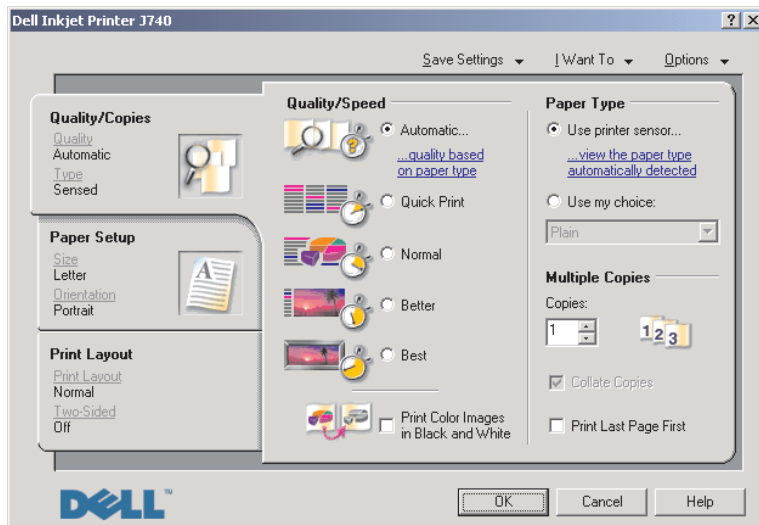 Dell Inkjet Printer J740
Save Settings
I Want To
Options
Quality/Copies
Quality
Automatic
Type
Sensed
Paper Setup
Size
Letter
Orientation
Portrait
Print Layout
Print Layout
Normal
Two-Sided
Off
Quality/Speed
Automatic...
...quality based
on paper type
Quick Print
Normal
Better
Best
Print Color Images
in Black and White
Paper Type
Use printer sensor...
...view the paper type
automatically detected
Use my choice:
Plain
Multiple Copies
Copies:
1
1 2 3
Collate Copies
Print Last Page First
DELL™
OK
Cancel
Help